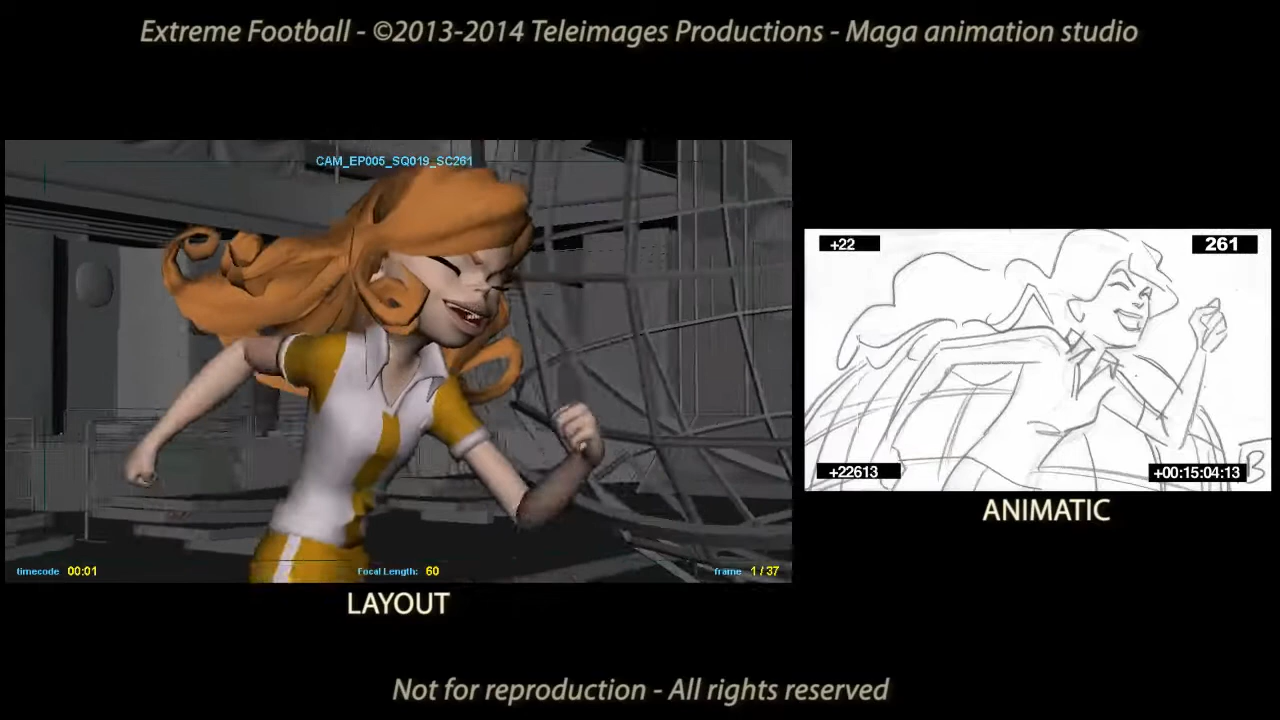 Extreme Football - ©2013-2014 Teleimages Productions - Maga animation studio
CAM_EP005_SQ019_SC261
timecode 00:01
Focal Length: 60
frame 1 / 37
LAYOUT
+22
261
+22613
+00:15:04:13
B
ANIMATIC
Not for reproduction - All rights reserved